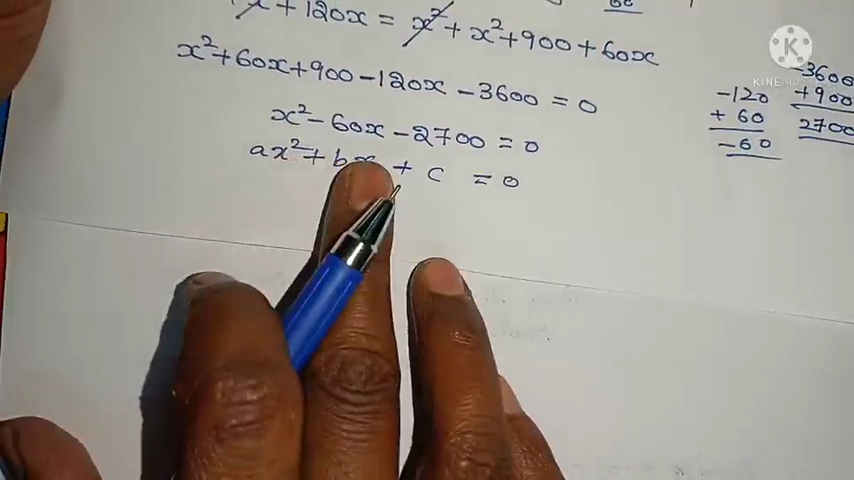 x + 120x = x² + x² + 900 + 60x
60
x² + 60x + 900 - 120x - 3600 = 0
x² - 60x - 2700 = 0
ax² + bx + c = 0
-120
+ 60
- 60
-3600
+900
2700
K
KINEMASTER